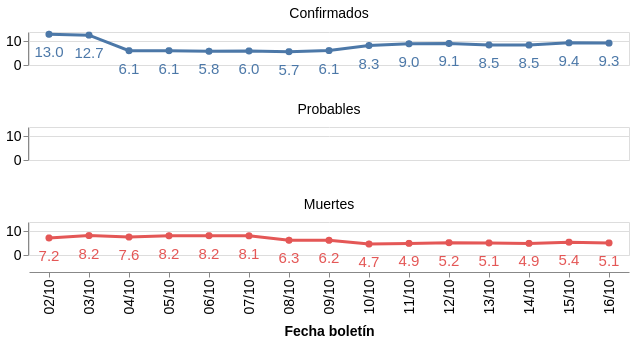 Confirmados
10
0
13.0 12.7 6.1 6.1 5.8 6.0 5.7 6.1 8.3 9.0 9.1 8.5 8.5 9.4 9.3
Probables
10
0
Muertes
10
0
7.2 8.2 7.6 8.2 8.2 8.1 6.3 6.2 4.7 4.9 5.2 5.1 4.9 5.4 5.1
02/10 03/10 04/10 05/10 06/10 07/10 08/10 09/10 10/10 11/10 12/10 13/10 14/10 15/10 16/10
Fecha boletín